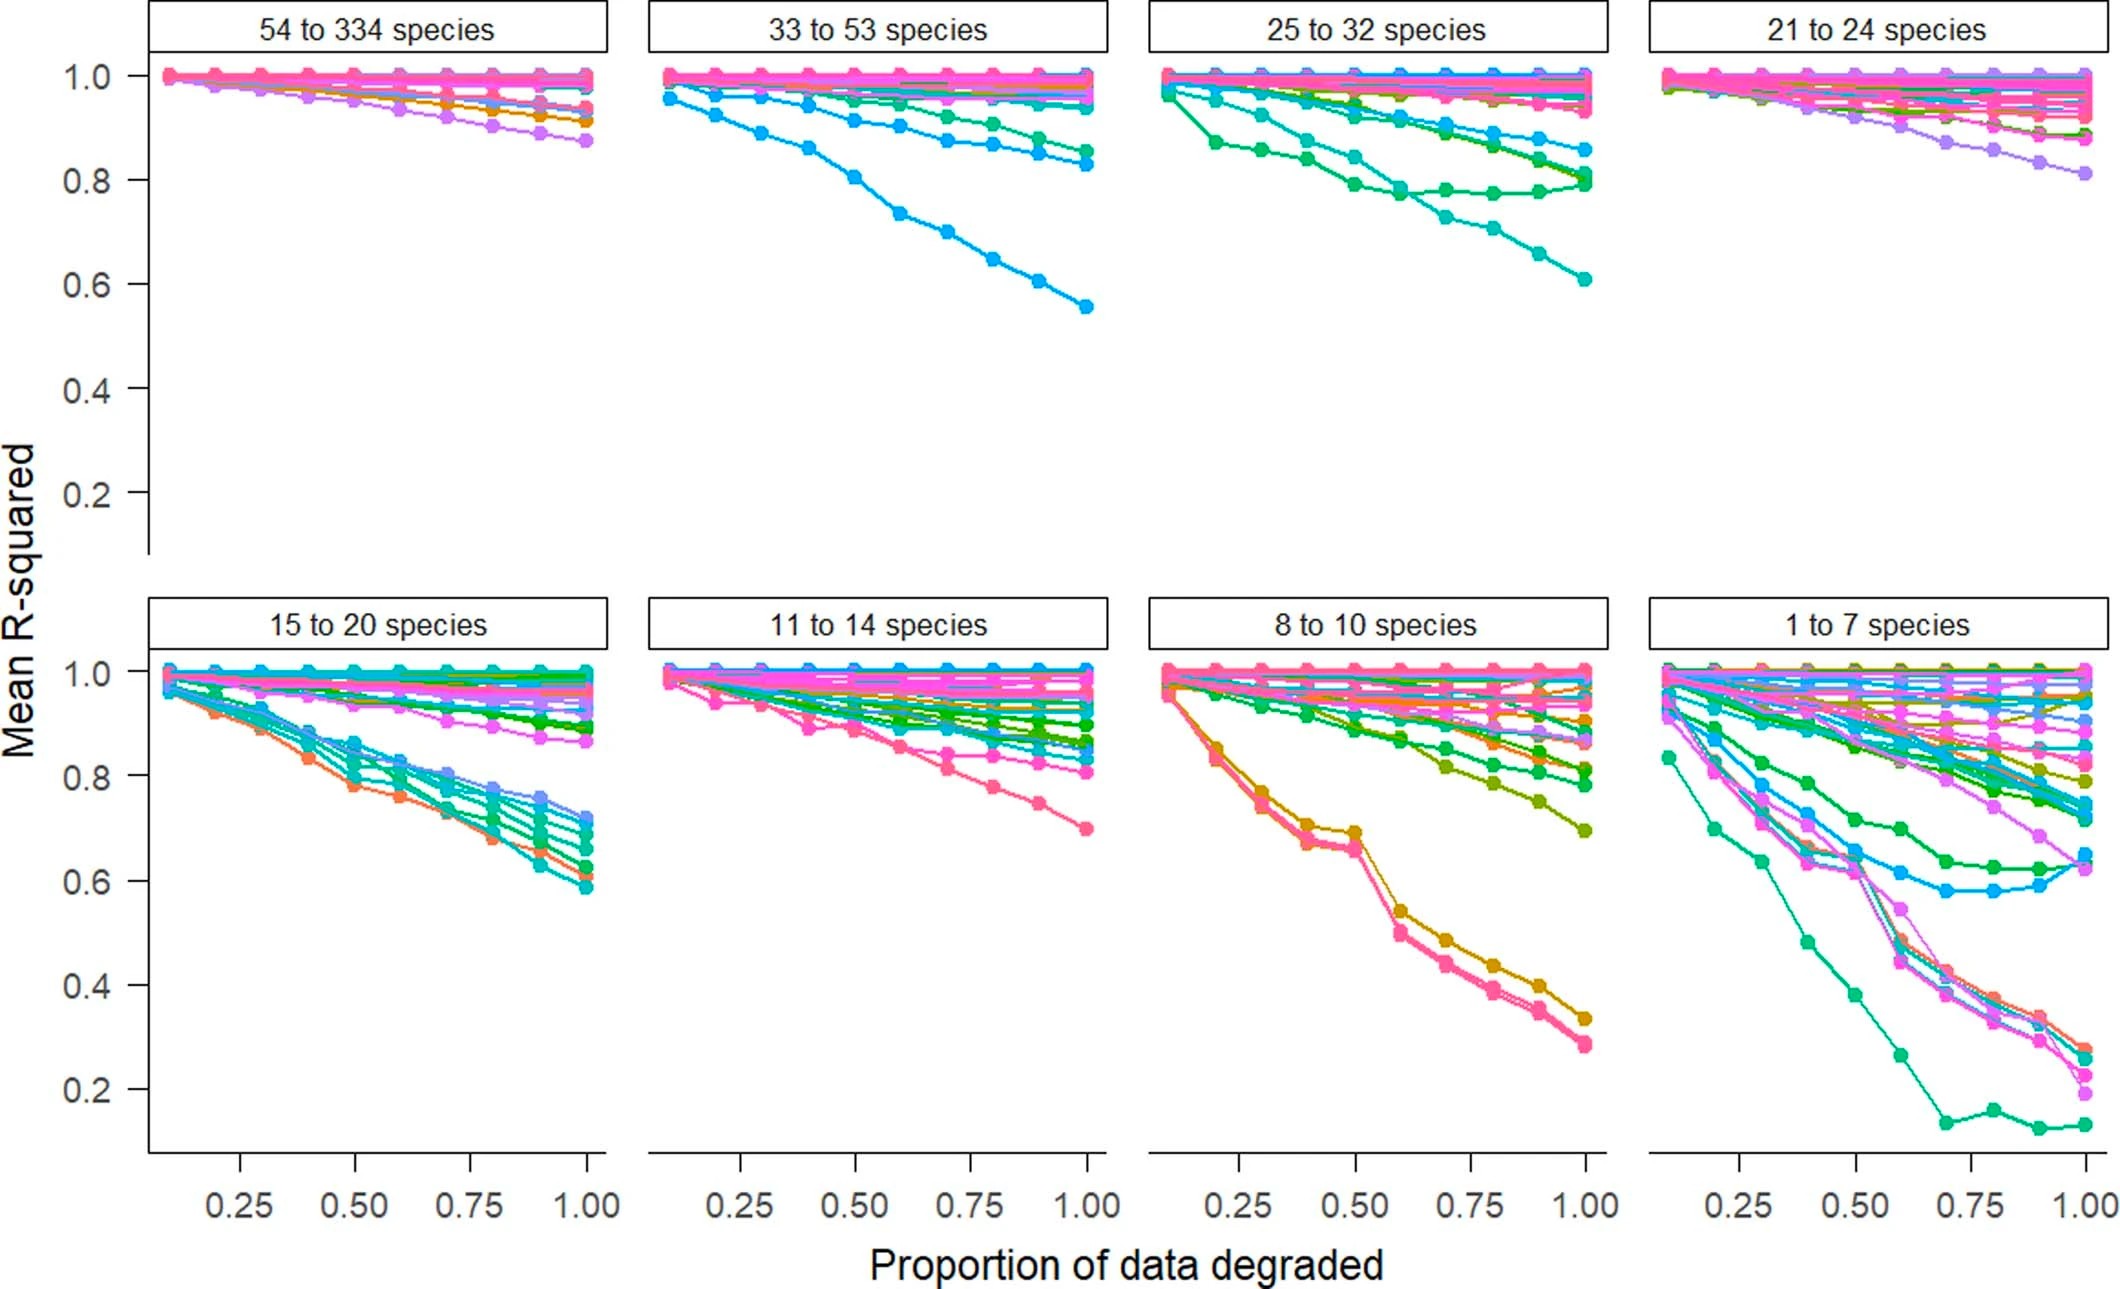 54 to 334 species
33 to 53 species
25 to 32 species
21 to 24 species
1.0
0.8
0.6
0.4
0.2
Mean R-squared
15 to 20 species
11 to 14 species
8 to 10 species
1 to 7 species
1.0
0.8
0.6
0.4
0.2
0.25 0.50 0.75 1.00
0.25 0.50 0.75 1.00
0.25 0.50 0.75 1.00
0.25 0.50 0.75 1.00
Proportion of data degraded